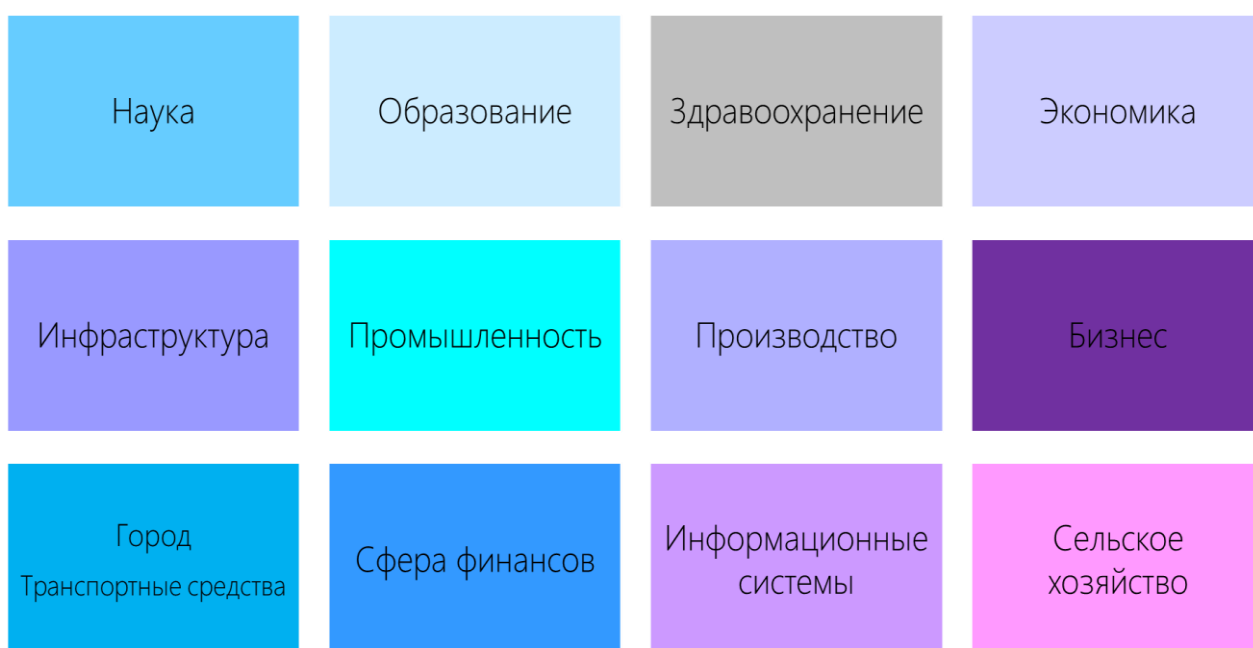 Наука
Образование
Здравоохранение
Экономика
Инфраструктура
Промышленность
Производство
Бизнес
Город
Транспортные средства
Сфера финансов
Информационные
системы
Сельское
хозяйство